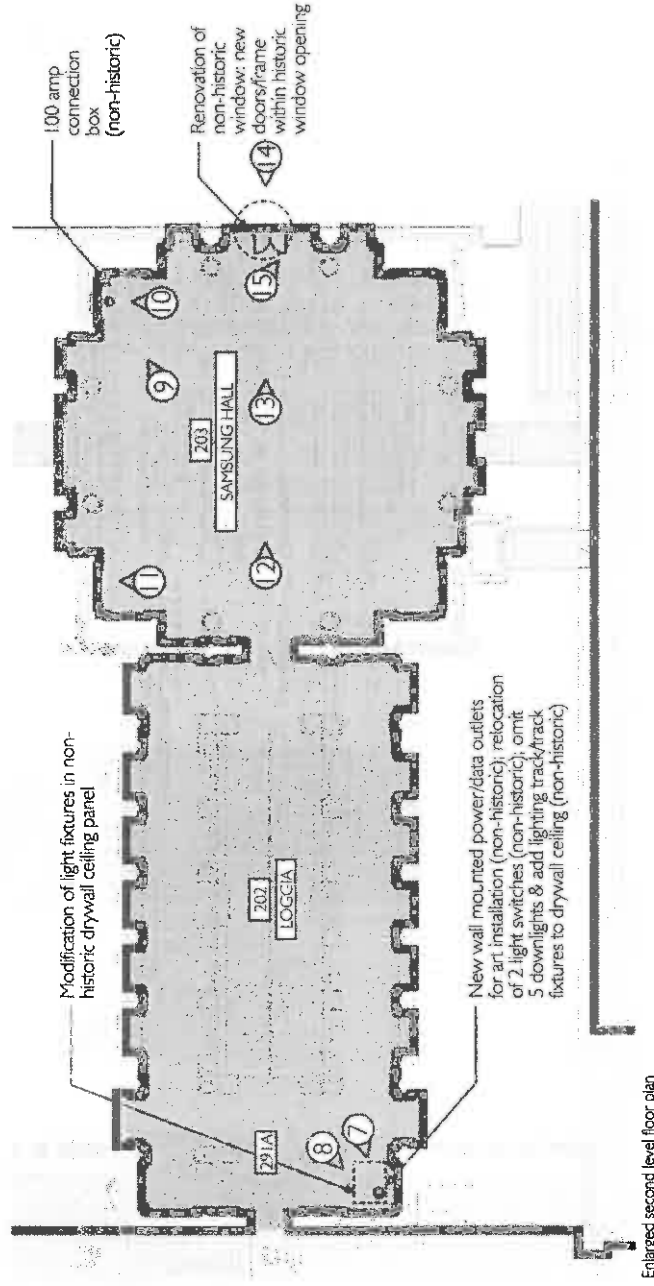 Modification of light fixtures in non-
historic drywall ceiling panel
100 amp
connection
box
(non-historic)
Renovation of
non-historic
window: new
doors/frame
within historic
window opening
11
10
9
203
SAMSUNG HALL
12
13
15
14
202
LOGGIA
291A
8
7
New wall mounted power/data outlets
for art installation (non-historic); relocation
of 2 light switches (non-historic); omit
5 downlights & add lighting track/track
fixtures to drywall ceiling (non-historic)
Enlarged second level floor plan